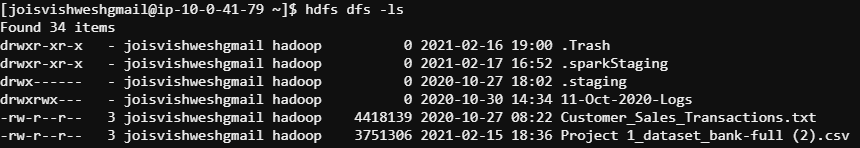 [joisvishweshgmail@ip-10-0-41-79 ~]$ hdfs dfs -ls
Found 34 items
drwxr-xr-x   - joisvishweshgmail hadoop          0 2021-02-16 19:00 .Trash
drwxr-xr-x   - joisvishweshgmail hadoop          0 2021-02-17 16:52 .sparkStaging
drwx------   - joisvishweshgmail hadoop          0 2020-10-27 18:02 .staging
drwxrwx---   - joisvishweshgmail hadoop          0 2020-10-30 14:34 11-Oct-2020-Logs
-rw-r--r--   3 joisvishweshgmail hadoop    4418139 2020-10-27 08:22 Customer_Sales_Transactions.txt
-rw-r--r--   3 joisvishweshgmail hadoop    3751306 2021-02-15 18:36 Project 1_dataset_bank-full (2).csv